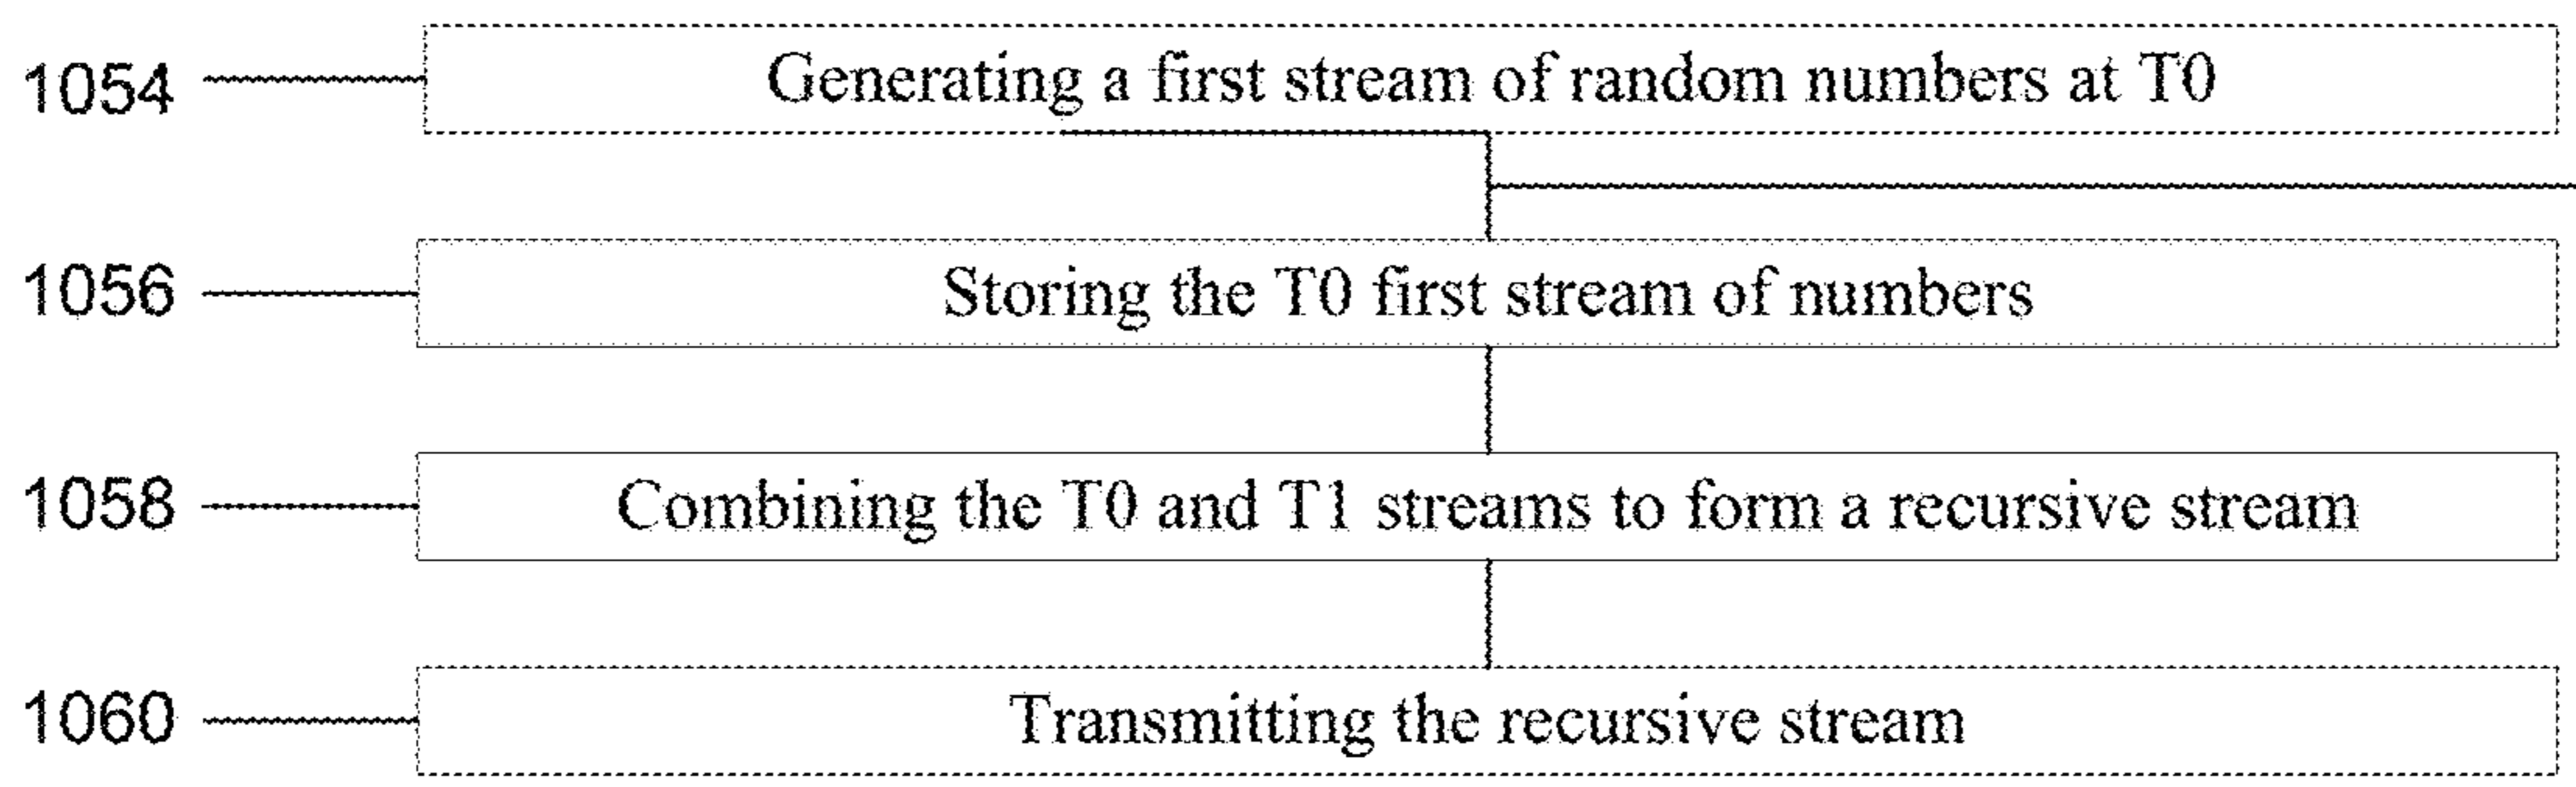 1054 Generating a first stream of random numbers at T0
1056 Storing the T0 first stream of numbers
1058 Combining the T0 and T1 streams to form a recursive stream
1060 Transmitting the recursive stream